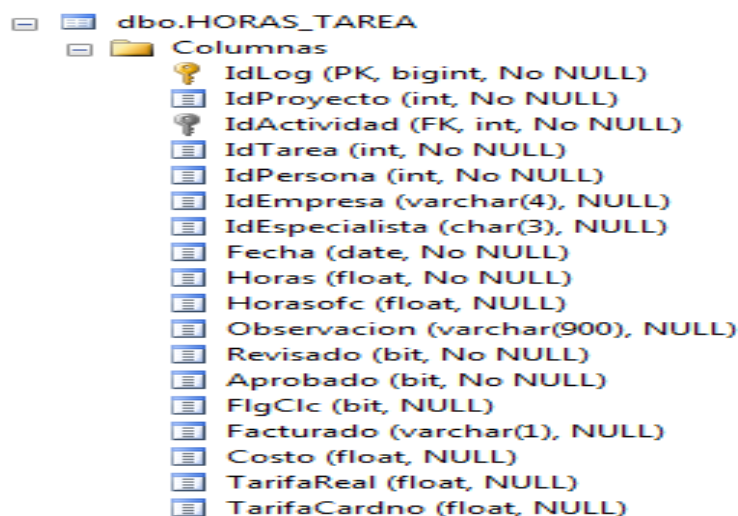 dbo.HORAS_TAREA
Columnas
IdLog (PK, bigint, No NULL)
IdProyecto (int, No NULL)
IdActividad (FK, int, No NULL)
IdTarea (int, No NULL)
IdPersona (int, No NULL)
IdEmpresa (varchar(4), NULL)
IdEspecialista (char(3), NULL)
Fecha (date, No NULL)
Horas (float, No NULL)
Horasofc (float, NULL)
Observacion (varchar(900), NULL)
Revisado (bit, No NULL)
Aprobado (bit, No NULL)
FlgClc (bit, NULL)
Facturado (varchar(1), NULL)
Costo (float, NULL)
TarifaReal (float, NULL)
TarifaCardno (float, NULL)